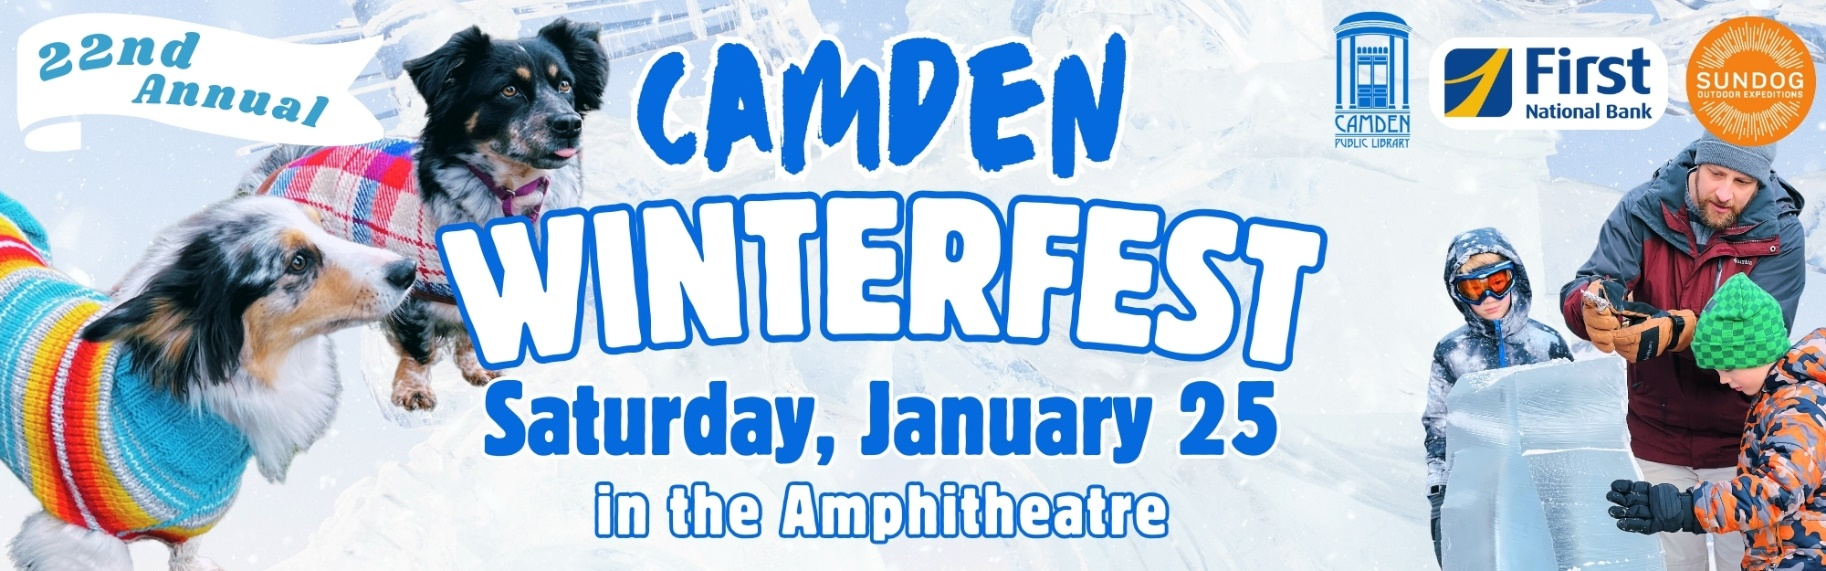 22nd
Annual
CAMDEN
WINTERFEST
Saturday, January 25
in the Amphitheatre
CAMDEN
PUBLIC LIBRARY
First
National Bank
SUNDOG
OUTDOOR EXPEDITIONS